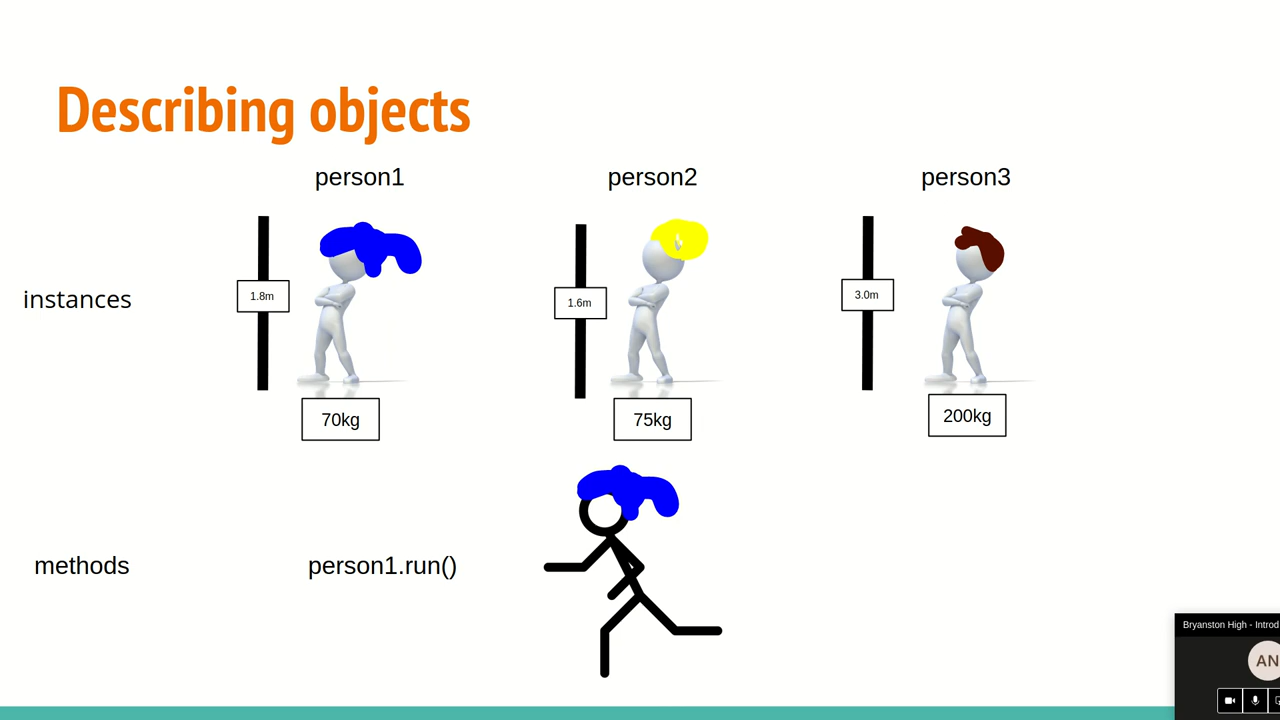 Describing objects
person1
person2
person3
instances
1.8m
1.6m
3.0m
70kg
75kg
200kg
methods
person1.run()
Bryanston High - Introd
AN